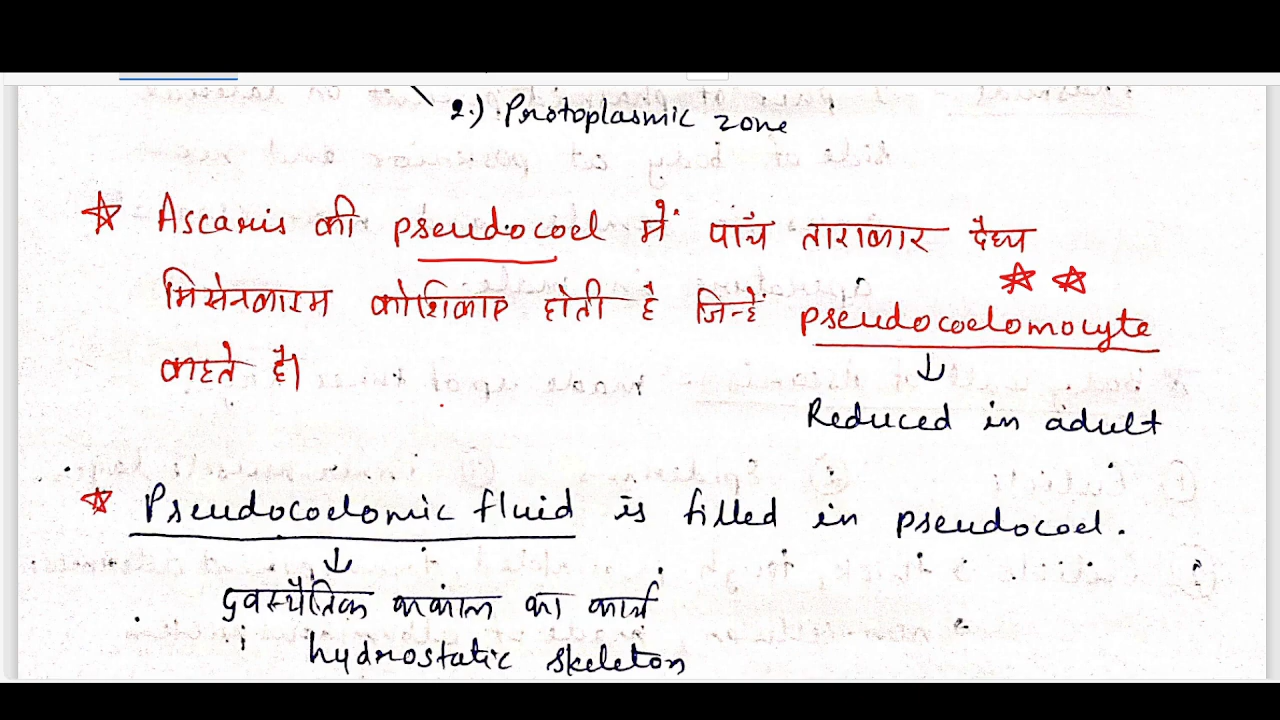 2.) Protoplasmic zone
☆ Ascaris की pseudocoel में पाँच ताराकार दैत्य
मिसेनकाइम कोशिकाए होती है जिन्हें pseudocoelomocyte
कहते है।
Reduced in adult
☆ Pseudocoelomic fluid is filled in pseudocoel.
द्रवस्थैतिक कंकाल का कार्य
hydrostatic skeleton